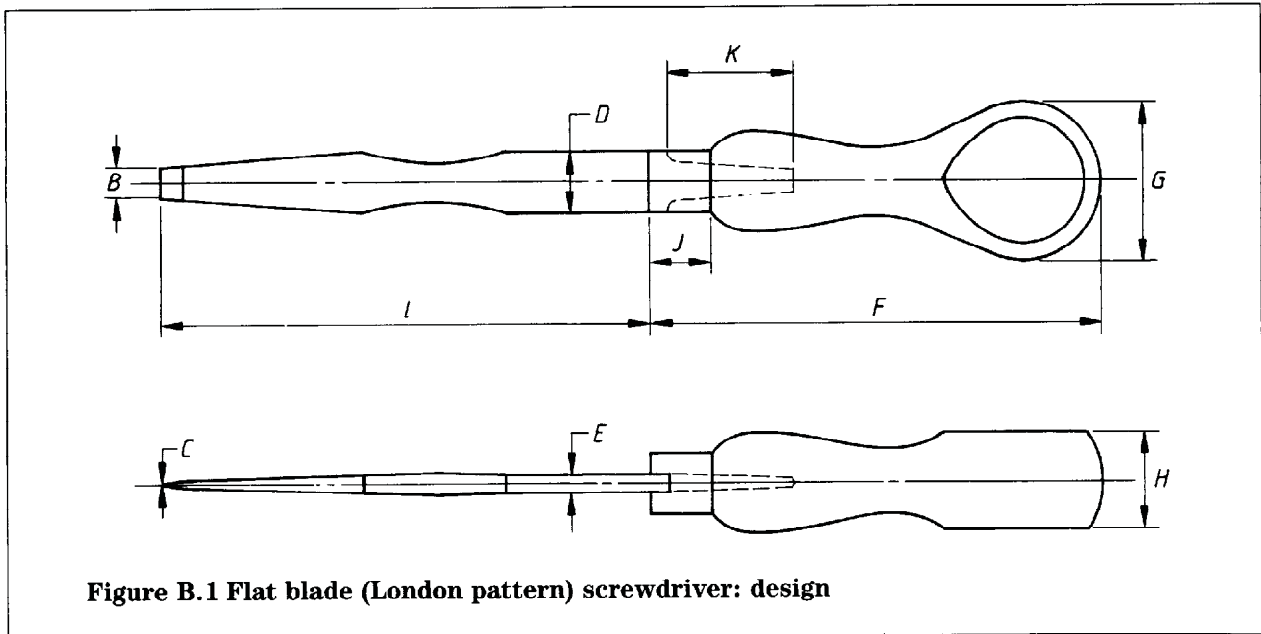 K
D
B
G
J
l
F
C
E
H
Figure B.1 Flat blade (London pattern) screwdriver: design